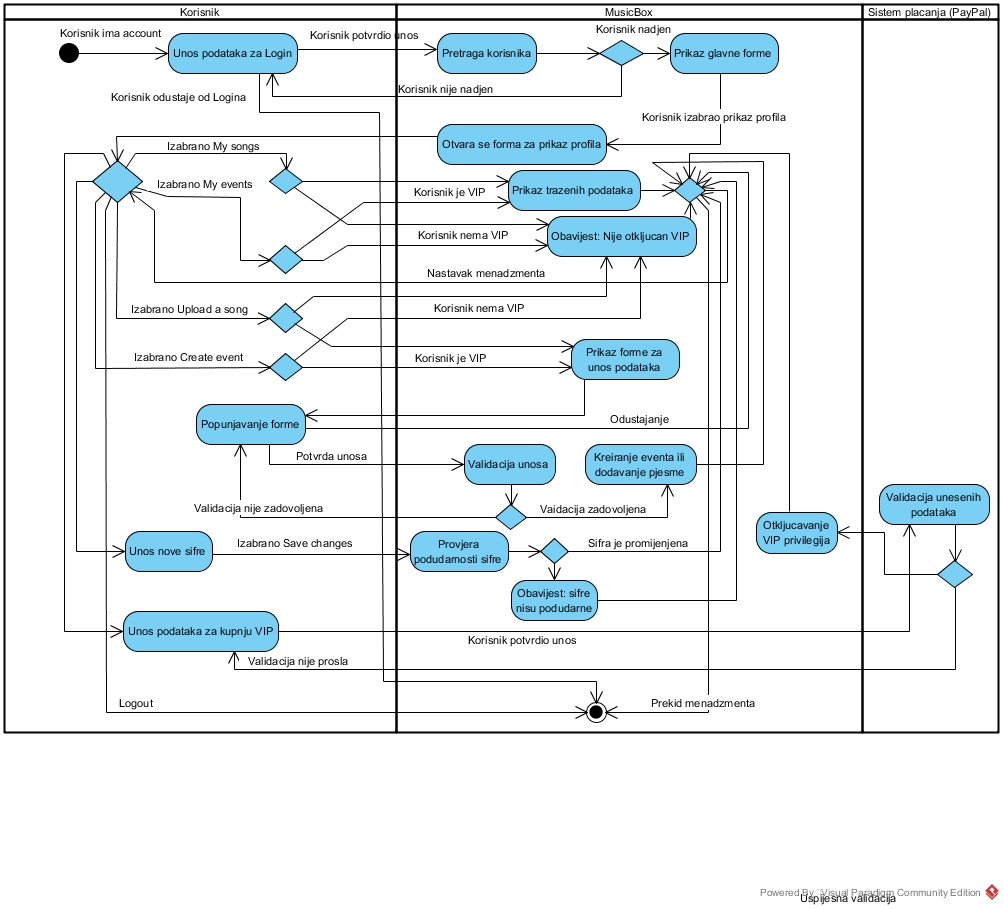 Korisnik
MusicBox
Sistem placanja (PayPal)
Korisnik ima account
Unos podataka za Login
Korisnik potvrdio unos
Pretraga korisnika
Korisnik nadjen
Prikaz glavne forme
Korisnik nije nadjen
Korisnik odustaje od Logina
Korisnik izabrao prikaz profila
Otvara se forma za prikaz profila
Izabrano My songs
Izabrano My events
Korisnik je VIP
Prikaz trazenih podataka
Korisnik nema VIP
Obavijest: Nije otkljucan VIP
Nastavak menadzmenta
Izabrano Upload a song
Korisnik nema VIP
Izabrano Create event
Korisnik je VIP
Prikaz forme za
unos podataka
Popunjavanje forme
Odustajanje
Potvrda unosa
Validacija unosa
Kreiranje eventa ili
dodavanje pjesme
Validacija nije zadovoljena
Vaidacija zadovoljena
Validacija unesenih
podataka
Otkljucavanje
VIP privilegija
Unos nove sifre
Izabrano Save changes
Provjera
podudarnosti sifre
Sifra je promijenjena
Obavijest: sifre
nisu podudarne
Unos podataka za kupnju VIP
Korisnik potvrdio unos
Validacija nije prosla
Logout
Prekid menadzmenta
Powered By Visual Paradigm Community Edition
Uspijesna validacija